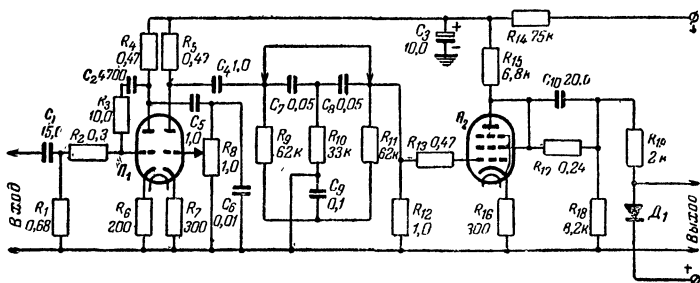 R4
0,47
R5
0,47
C2 4700
R3
10,0
C1
15,0
R2 0,3
Л1
Вход
R1
0,68
R6
200
R7
300
C5
1,0
R8
1,0
C6
0,01
C4 1,0
C7 0,05
C8 0,05
R9
62к
R10
33к
R11
62к
C9
0,1
R12
1,0
R13 0,47
C3
10,0
+
-
R14 75к
R15
6,8к
Л2
C10 20,0
R17
0,24
R16
300
R18
8,2к
R19
2к
Д1
Выход
+
+